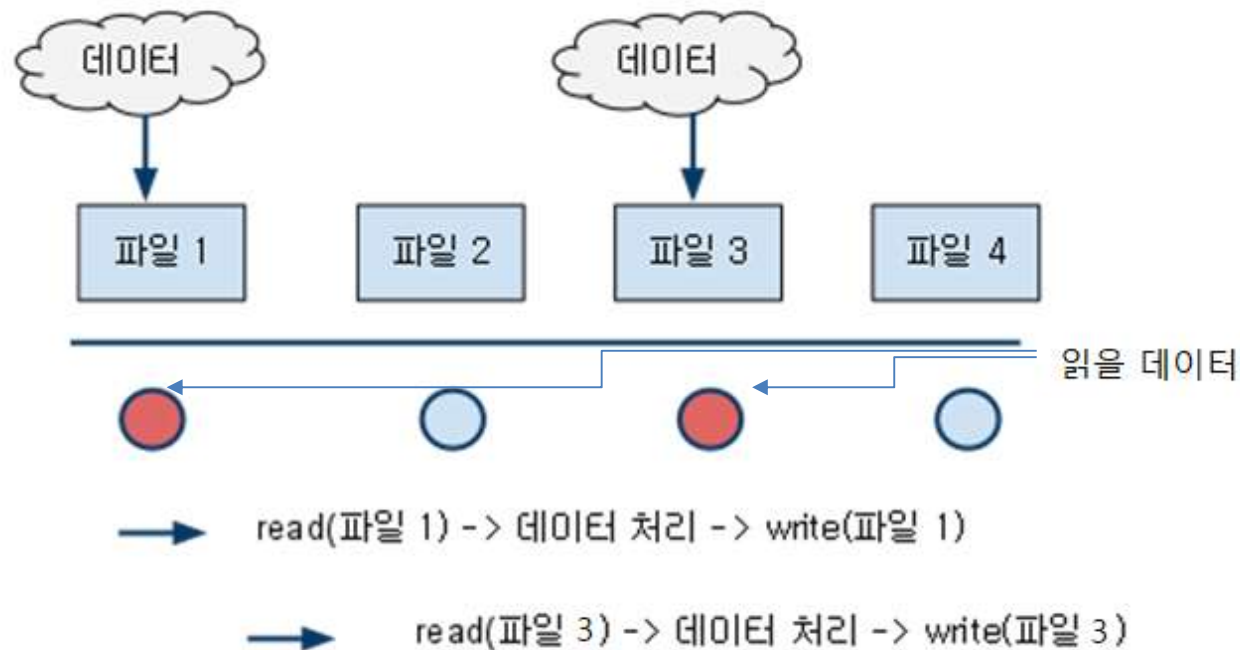 데이터
데이터
파일 1
파일 2
파일 3
파일 4
읽을 데이터
read(파일 1) -> 데이터 처리 -> write(파일 1)
read(파일 3) -> 데이터 처리 -> write(파일 3)